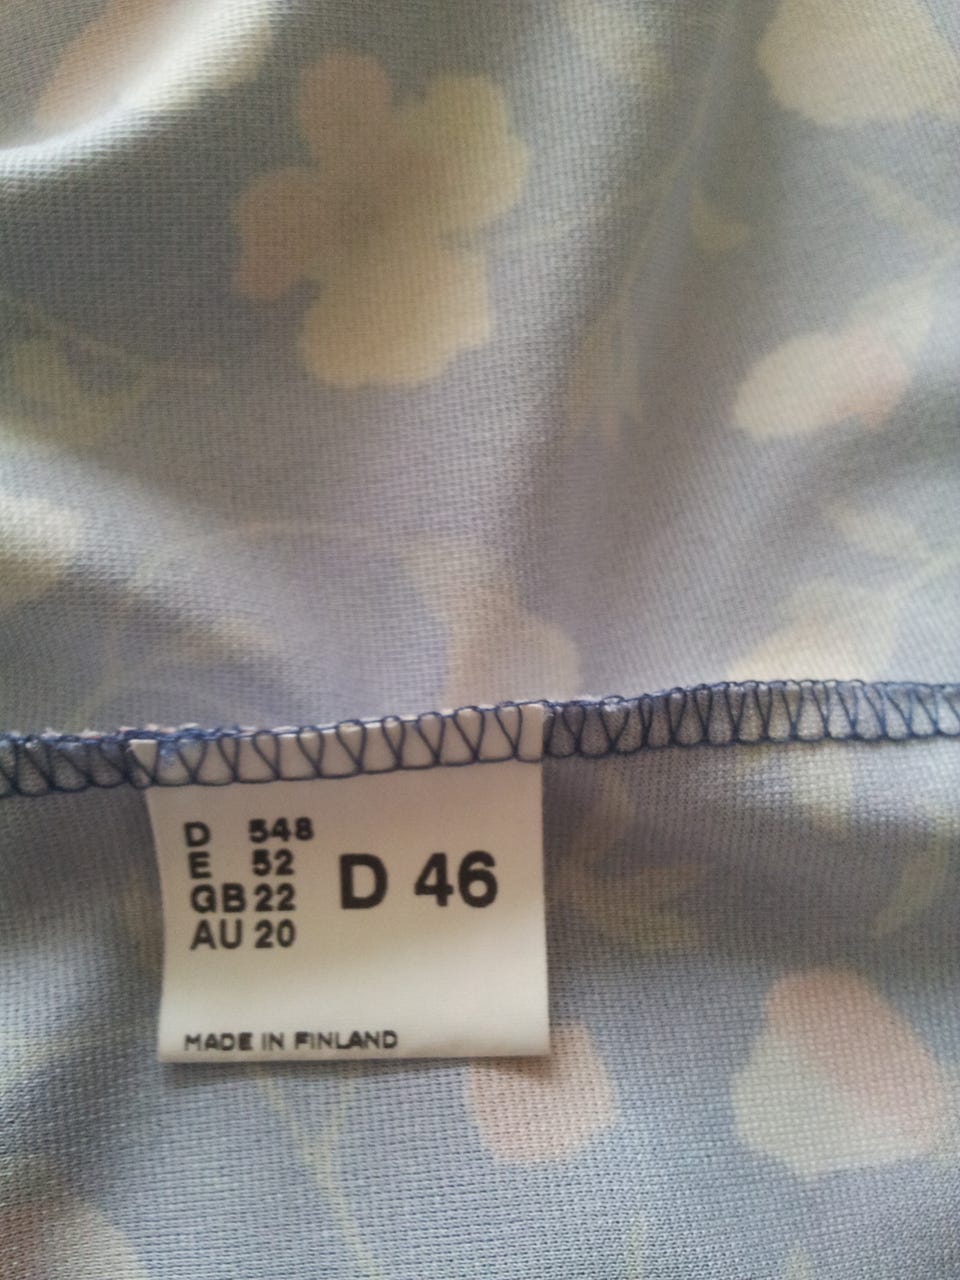 D 548
E 52
GB 22
AU 20
D 46
MADE IN FINLAND